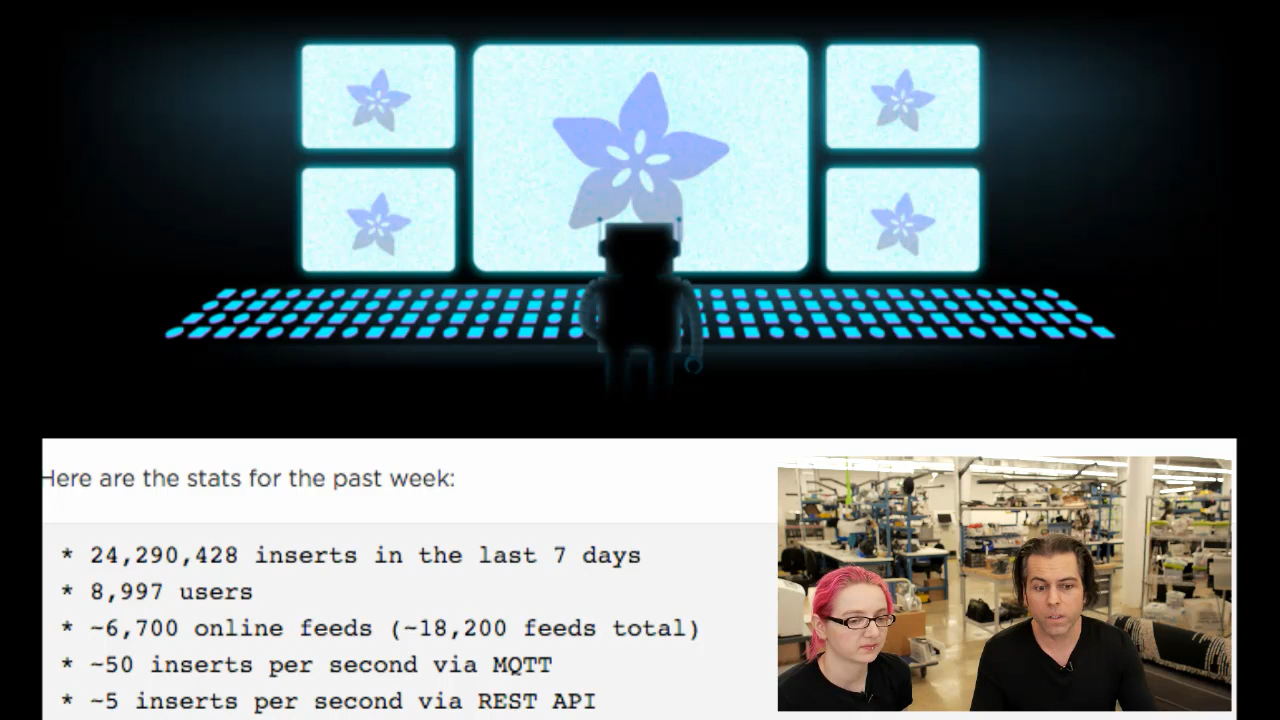 Here are the stats for the past week:
* 24,290,428 inserts in the last 7 days
* 8,997 users
* ~6,700 online feeds (~18,200 feeds total)
* ~50 inserts per second via MQTT
* ~5 inserts per second via REST API